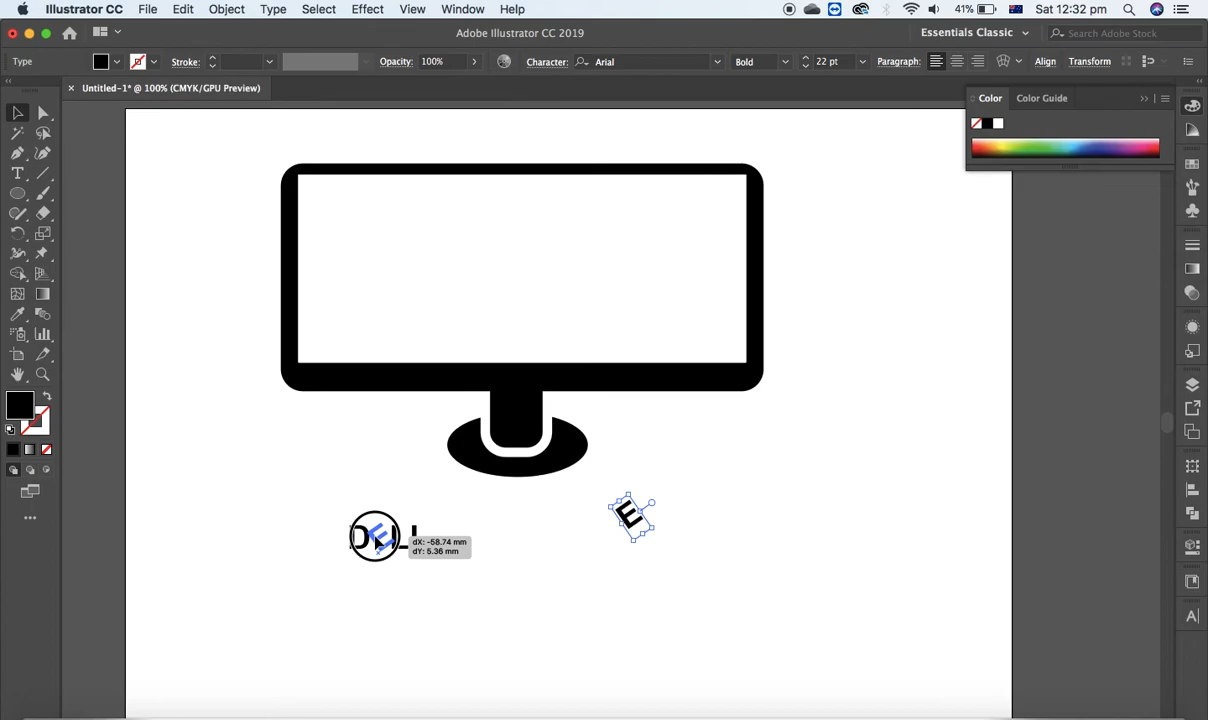 Illustrator CC File Edit Object Type Select Effect View Window Help 41% Sat 12:32 pm
Adobe Illustrator CC 2019 Essentials Classic Search Adobe Stock
Type Stroke: Opacity: 100% Character: Arial Bold 22 pt Paragraph: Align Transform
Untitled-1* @ 100% (CMYK/GPU Preview)
Color Color Guide
E
dX: -58.74 mm
dY: 5.36 mm